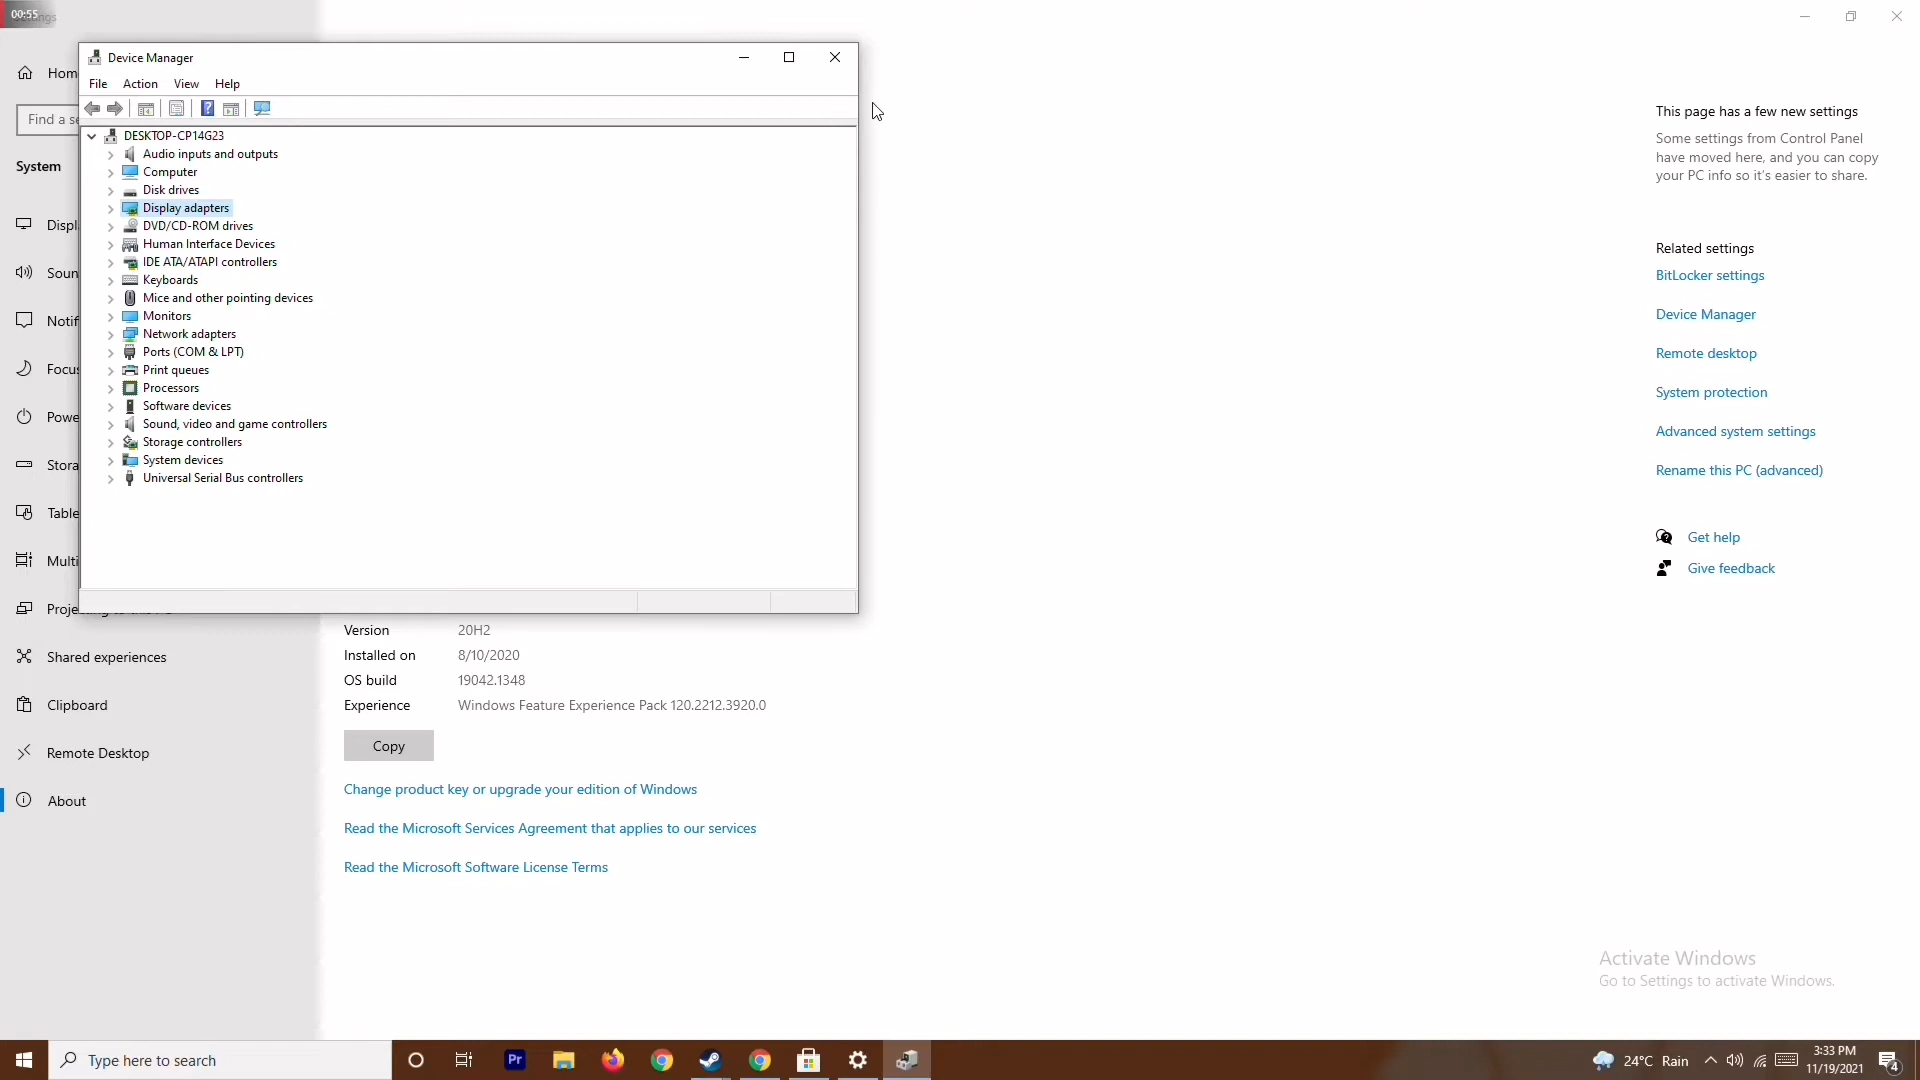 00:55
Settings
Home
Find a se
System
Displ
Soun
Notif
Focus
Powe
Stora
Table
Multi
Projecting to this PC
Shared experiences
Clipboard
Remote Desktop
About
Device Manager
File Action View Help
DESKTOP-CP14G23
Audio inputs and outputs
Computer
Disk drives
Display adapters
DVD/CD-ROM drives
Human Interface Devices
IDE ATA/ATAPI controllers
Keyboards
Mice and other pointing devices
Monitors
Network adapters
Ports (COM & LPT)
Print queues
Processors
Software devices
Sound, video and game controllers
Storage controllers
System devices
Universal Serial Bus controllers
Version 20H2
Installed on 8/10/2020
OS build 19042.1348
Experience Windows Feature Experience Pack 120.2212.3920.0
Copy
Change product key or upgrade your edition of Windows
Read the Microsoft Services Agreement that applies to our services
Read the Microsoft Software License Terms
This page has a few new settings
Some settings from Control Panel
have moved here, and you can copy
your PC info so it's easier to share.
Related settings
BitLocker settings
Device Manager
Remote desktop
System protection
Advanced system settings
Rename this PC (advanced)
Get help
Give feedback
Activate Windows
Go to Settings to activate Windows.
Type here to search
Pr
24°C Rain
3:33 PM
11/19/2021
4